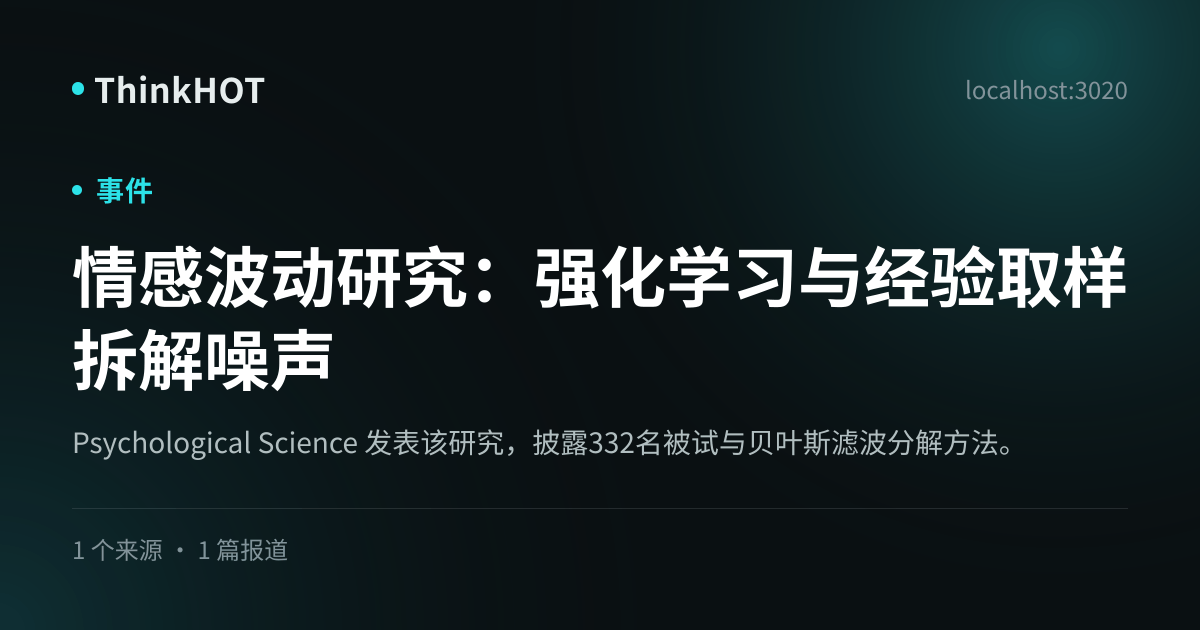 ThinkHOT
localhost:3020
事件
情感波动研究：强化学习与经验取样
拆解噪声
Psychological Science 发表该研究，披露332名被试与贝叶斯滤波分解方法。
1 个来源 · 1 篇报道